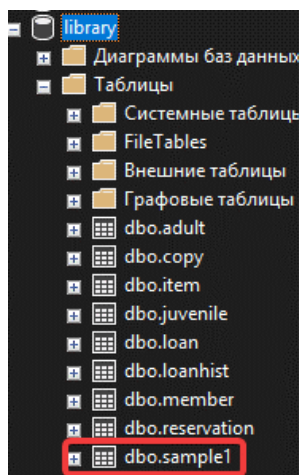 library
Диаграммы баз данных
Таблицы
Системные таблицы
FileTables
Внешние таблицы
Графовые таблицы
dbo.adult
dbo.copy
dbo.item
dbo.juvenile
dbo.loan
dbo.loanhist
dbo.member
dbo.reservation
dbo.sample1